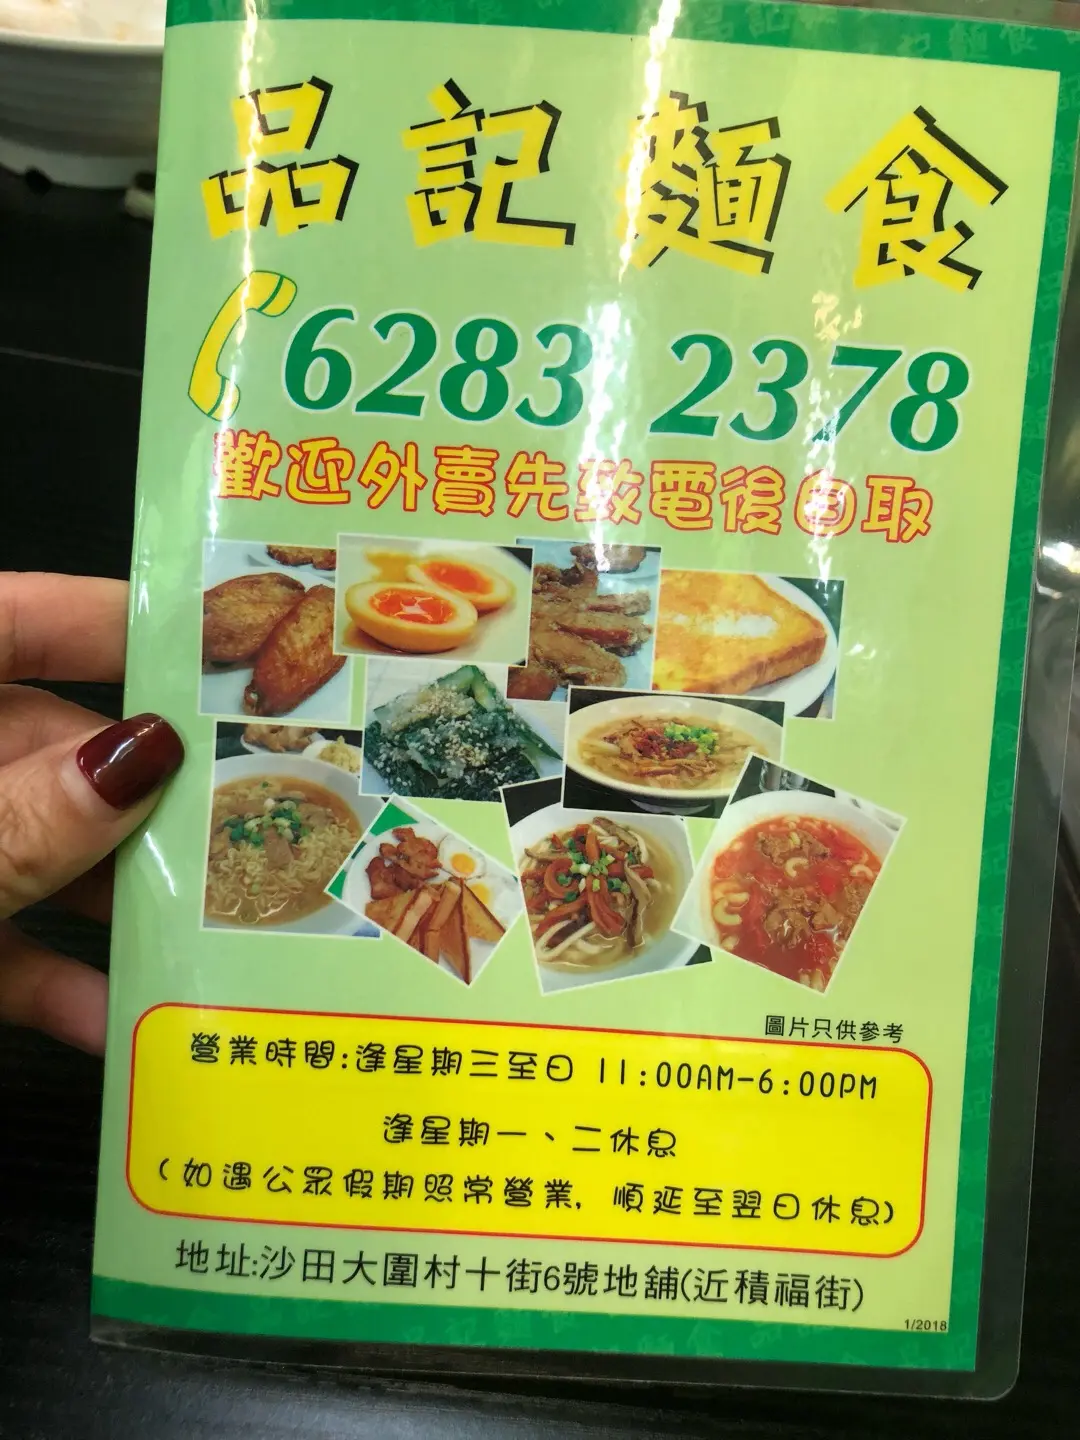 品記麵食
6283 2378
歡迎外賣先致電後自取
圖片只供參考
營業時間:逢星期三至日 11:00AM-6:00PM
逢星期一、二休息
(如遇公眾假期照常營業, 順延至翌日休息)
地址:沙田大圍村十街6號地舖(近積福街)
1/2018